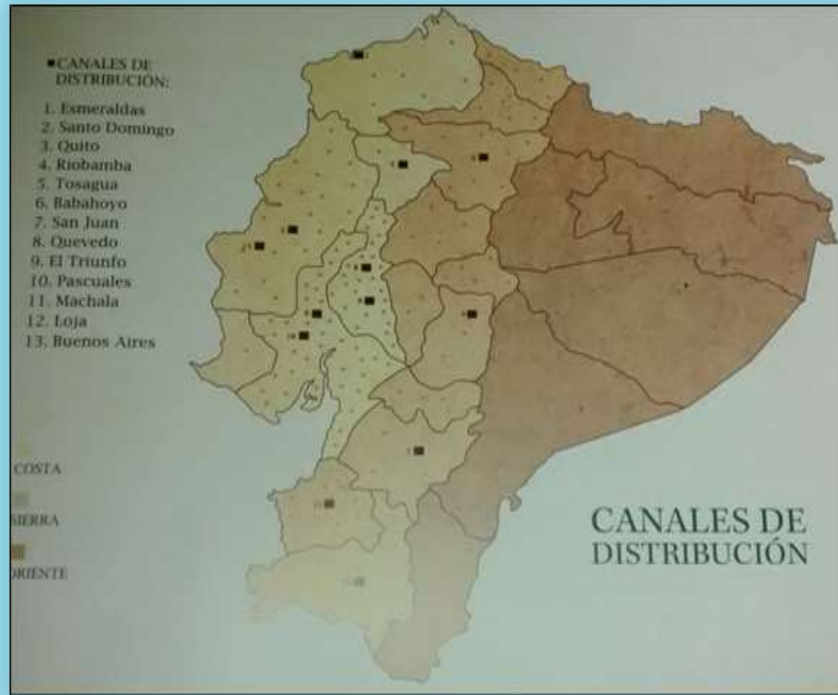 ■CANALES DE
DISTRIBUCIÓN:
1. Esmeraldas
2. Santo Domingo
3. Quito
4. Riobamba
5. Tosagua
6. Babahoyo
7. San Juan
8. Quevedo
9. El Triunfo
10. Pascuales
11. Machala
12. Loja
13. Buenos Aires
COSTA
SIERRA
ORIENTE
CANALES DE
DISTRIBUCIÓN